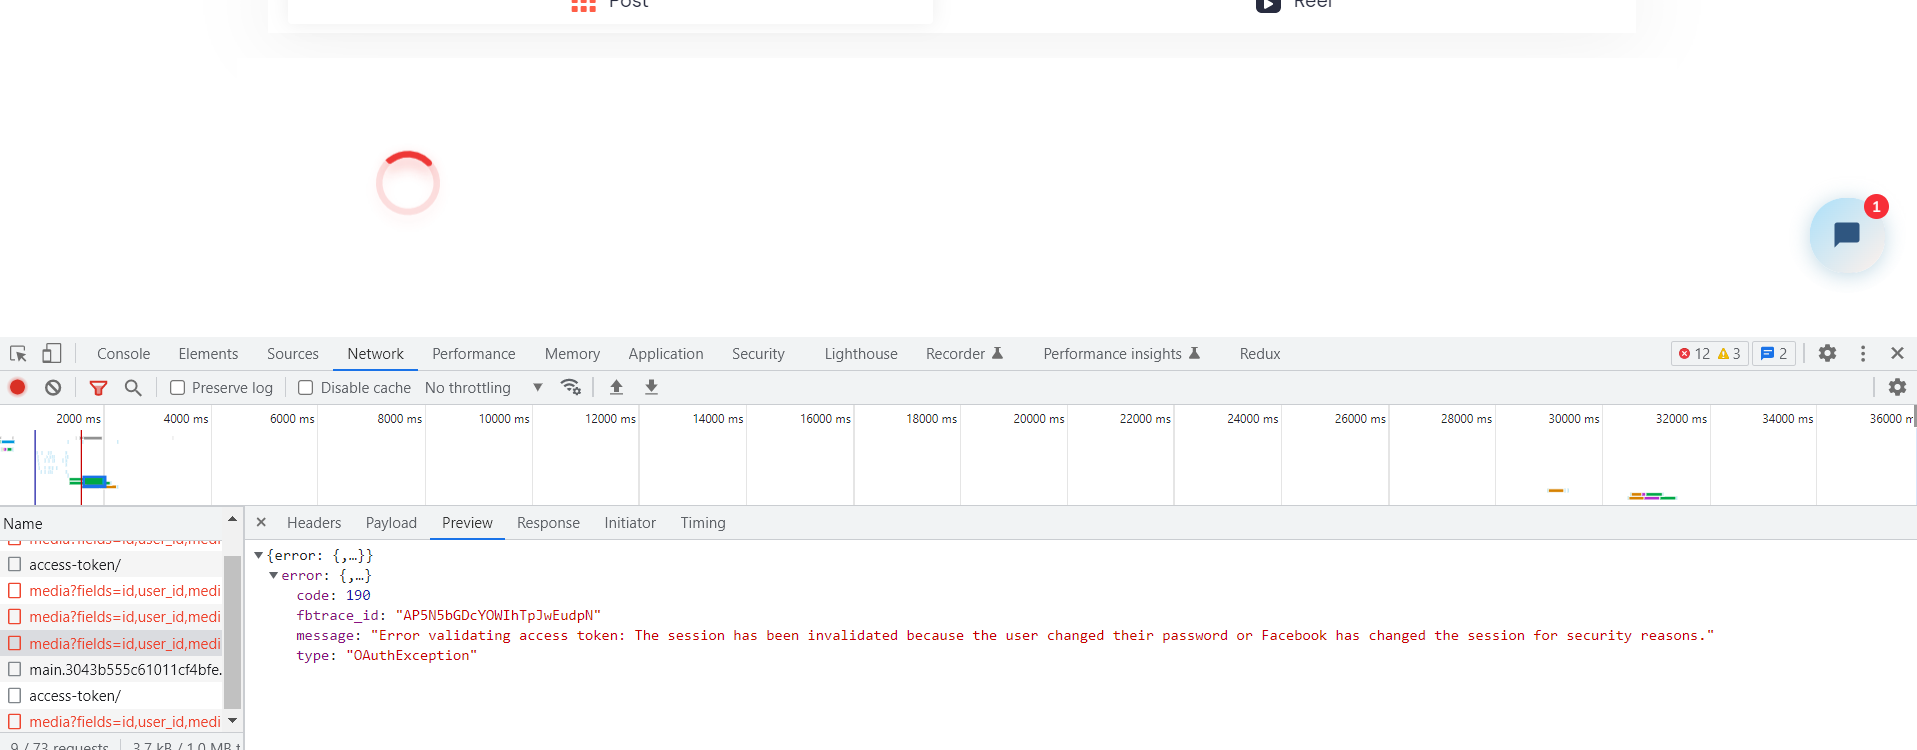 Post
Reel
1
Console Elements Sources Network Performance Memory Application Security Lighthouse Recorder Performance insights Redux 12 3 2
Preserve log Disable cache No throttling
2000 ms 4000 ms 6000 ms 8000 ms 10000 ms 12000 ms 14000 ms 16000 ms 18000 ms 20000 ms 22000 ms 24000 ms 26000 ms 28000 ms 30000 ms 32000 ms 34000 ms 36000 m
Name
media?fields=id,user_id,medi
access-token/
media?fields=id,user_id,medi
media?fields=id,user_id,medi
media?fields=id,user_id,medi
main.3043b555c61011cf4bfe.
access-token/
media?fields=id,user_id,medi
9 / 73 requests 3.7 kB / 1.0 MB t
Headers Payload Preview Response Initiator Timing
{error: {,…}}
error: {,…}
code: 190
fbtrace_id: "AP5N5bGDcYOWIhTpJwEudpN"
message: "Error validating access token: The session has been invalidated because the user changed their password or Facebook has changed the session for security reasons."
type: "OAuthException"